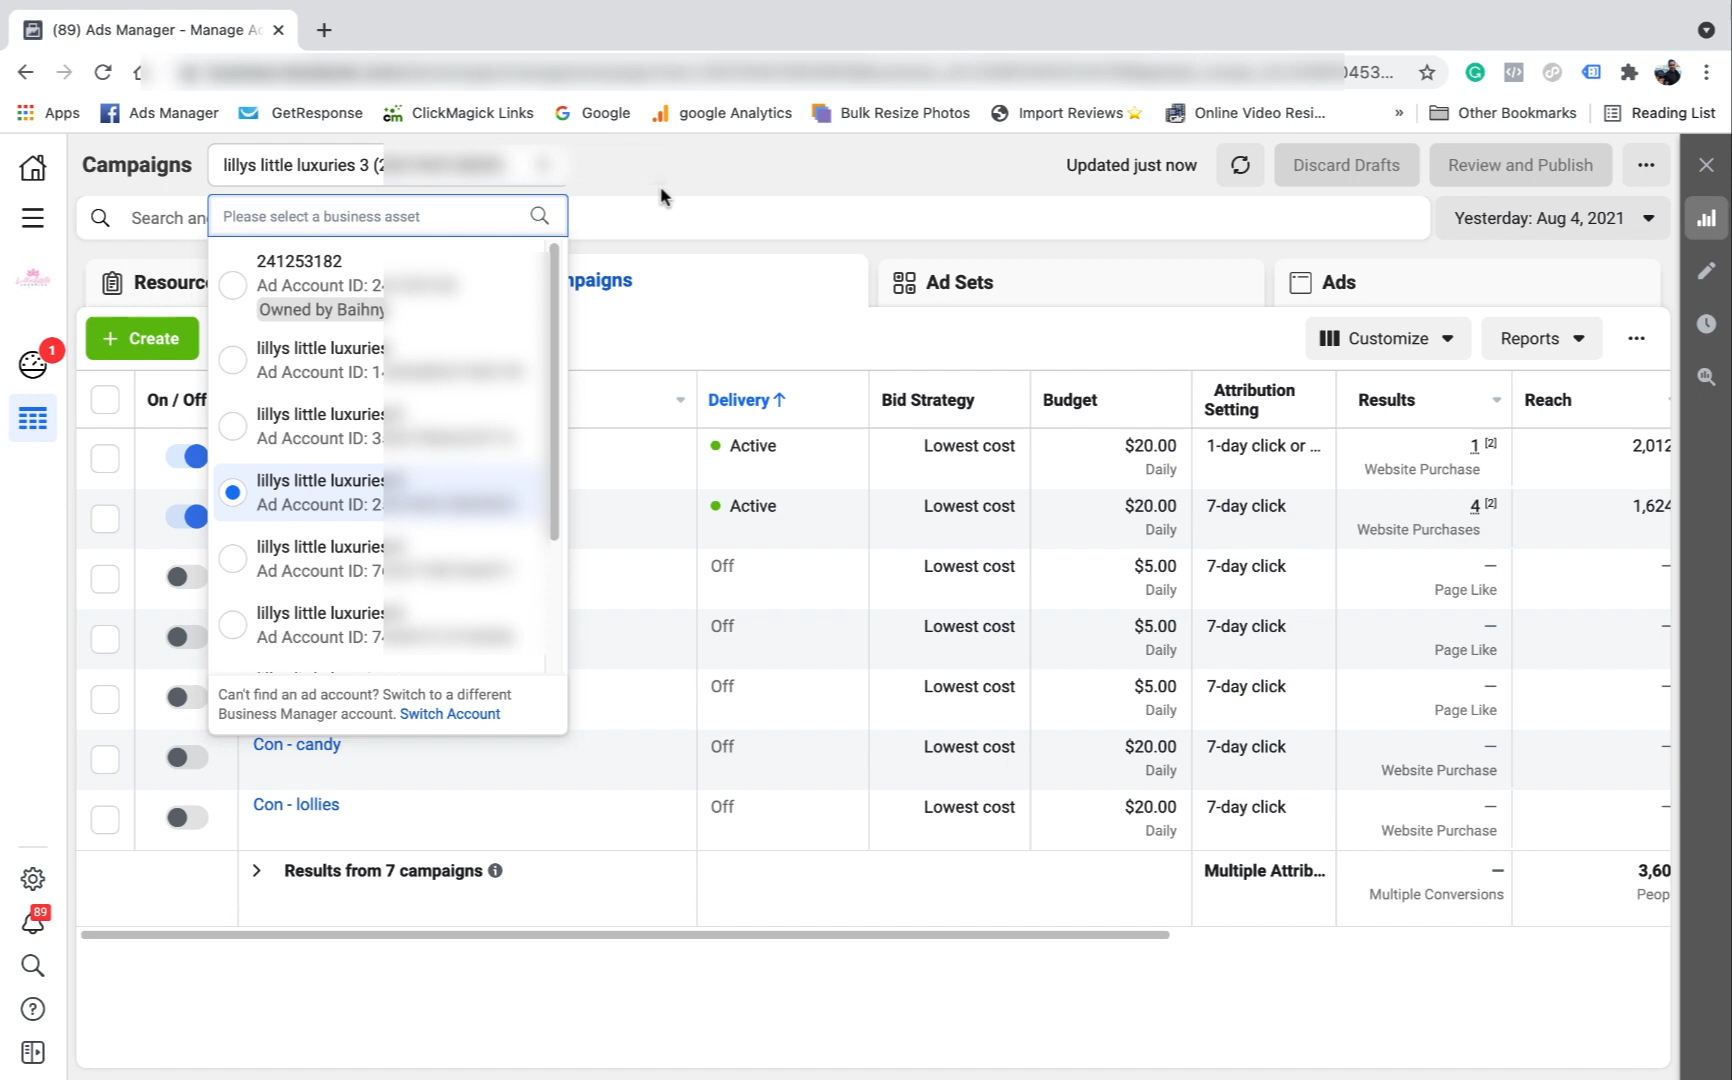 (89) Ads Manager - Manage Ac
0453...
Apps
Ads Manager
GetResponse
cm
ClickMagick Links
Google
google Analytics
Bulk Resize Photos
Import Reviews⭐
Online Video Resi...
»
Other Bookmarks
Reading List
Campaigns
lillys little luxuries 3 (2
Updated just now
Discard Drafts
Review and Publish
Search an
Please select a business asset
Yesterday: Aug 4, 2021
Resourc
mpaigns
Ad Sets
Ads
241253182
Ad Account ID: 2
Owned by Baihny
+ Create
Customize
Reports
lillys little luxuries
Ad Account ID: 1
1
On / Off
Delivery↑
Bid Strategy
Budget
Attribution
Setting
Results
Reach
lillys little luxuries
Ad Account ID: 3
Active
Lowest cost
$20.00
Daily
1-day click or ...
1 [2]
Website Purchase
2,012
lillys little luxuries
Ad Account ID: 2
Active
Lowest cost
$20.00
Daily
7-day click
4 [2]
Website Purchases
1,624
lillys little luxuries
Ad Account ID: 7
Off
Lowest cost
$5.00
Daily
7-day click
—
Page Like
—
lillys little luxuries
Ad Account ID: 7
Off
Lowest cost
$5.00
Daily
7-day click
—
Page Like
—
Can't find an ad account? Switch to a different
Business Manager account. Switch Account
Off
Lowest cost
$5.00
Daily
7-day click
—
Page Like
—
Con - candy
Off
Lowest cost
$20.00
Daily
7-day click
—
Website Purchase
—
Con - lollies
Off
Lowest cost
$20.00
Daily
7-day click
—
Website Purchase
—
Results from 7 campaigns
Multiple Attrib...
—
Multiple Conversions
3,60
Peop
89